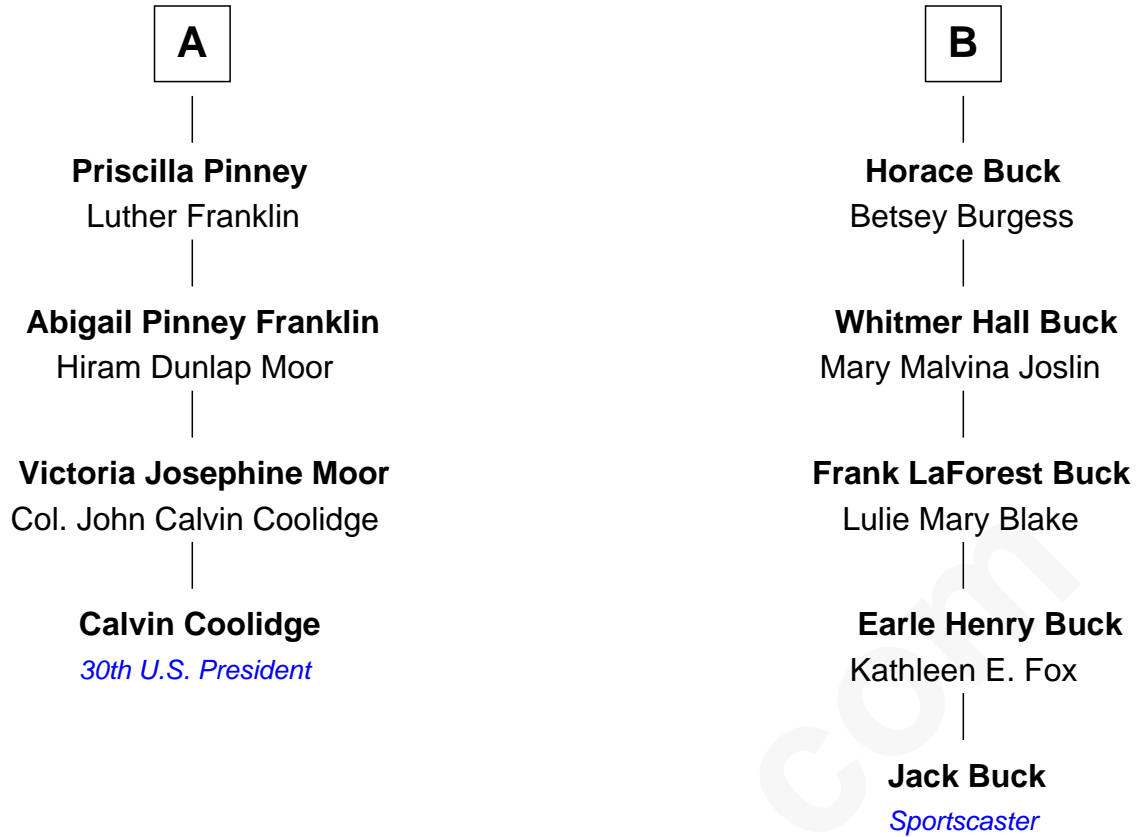 A
Priscilla Pinney
Luther Franklin
Abigail Pinney Franklin
Hiram Dunlap Moor
Victoria Josephine Moor
Col. John Calvin Coolidge
Calvin Coolidge
30th U.S. President
B
Horace Buck
Betsey Burgess
Whitmer Hall Buck
Mary Malvina Joslin
Frank LaForest Buck
Lulie Mary Blake
Earle Henry Buck
Kathleen E. Fox
Jack Buck
Sportscaster
com